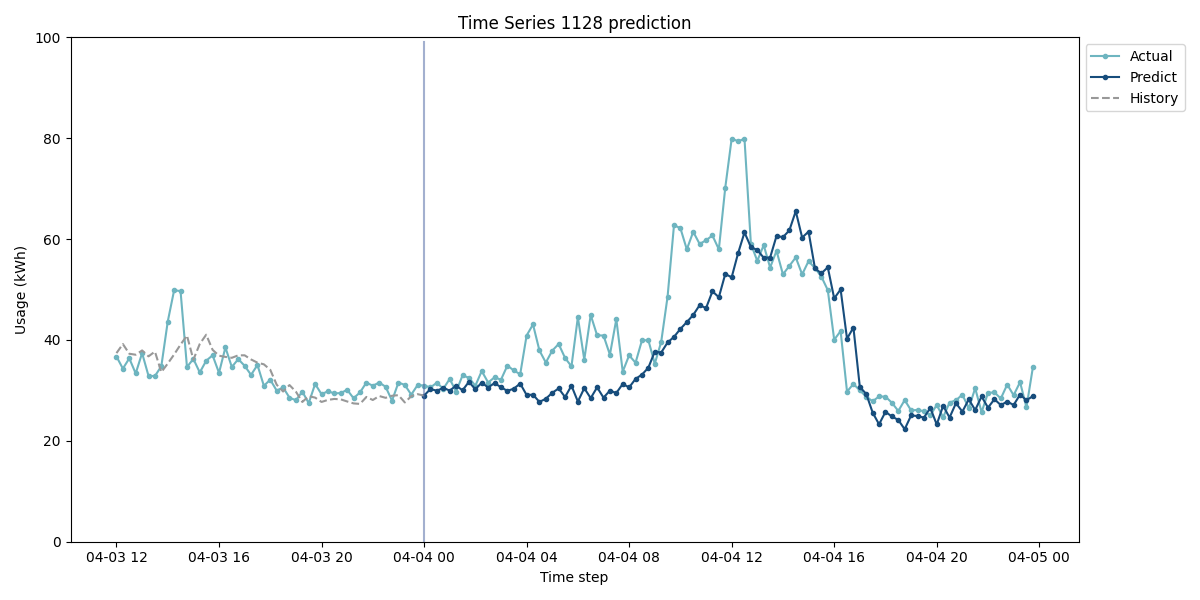 Time Series 1128 prediction
Usage (kWh)
100
80
60
40
20
0
04-03 12
04-03 16
04-03 20
04-04 00
04-04 04
04-04 08
04-04 12
04-04 16
04-04 20
04-05 00
Time step
Actual
Predict
History